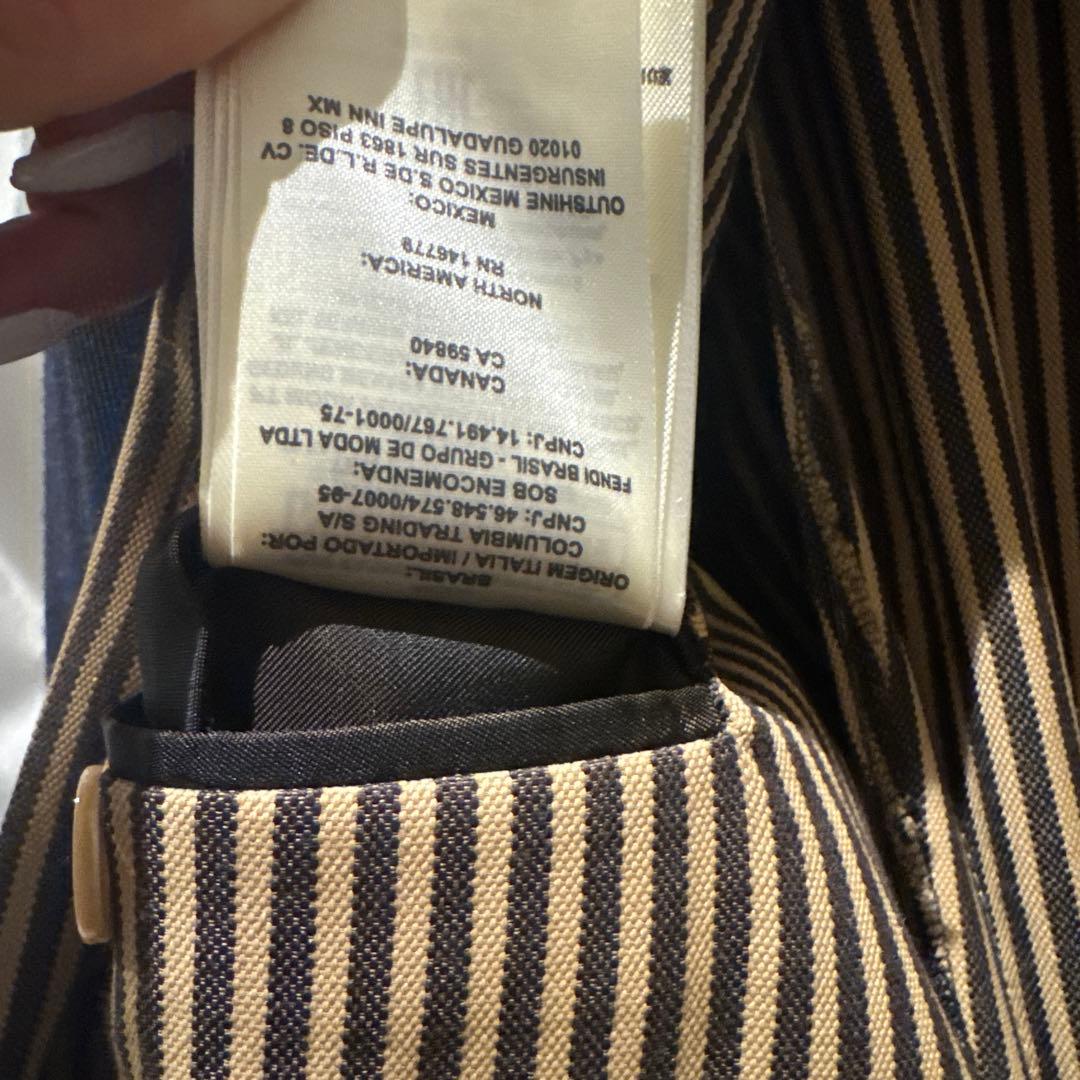 BRASIL:
ORIGEM ITALIA / IMPORTADO POR:
COLUMBIA TRADING S/A
CNPJ: 46.548.574/0007-95
SOB ENCOMENDA:
FENDI BRASIL - GRUPO DE MODA LTDA
CNPJ: 14.491.767/0001-75
CANADA:
CA 59840
NORTH AMERICA:
RN 146779
MEXICO:
OUTSHINE MEXICO S.DE R.L.DE. CV
INSURGENTES SUR 1863 PISO 8
01020 GUADALUPE INN MX